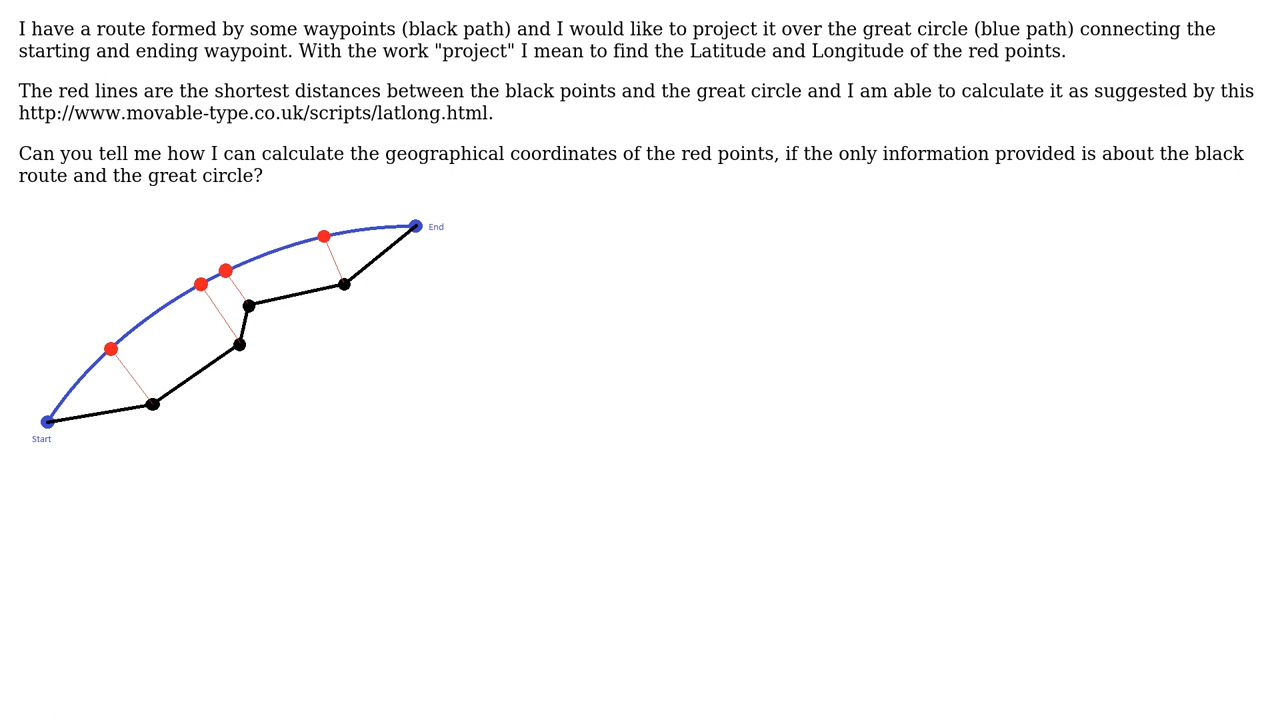 I have a route formed by some waypoints (black path) and I would like to project it over the great circle (blue path) connecting the
starting and ending waypoint. With the work "project" I mean to find the Latitude and Longitude of the red points.
The red lines are the shortest distances between the black points and the great circle and I am able to calculate it as suggested by this
http://www.movable-type.co.uk/scripts/latlong.html.
Can you tell me how I can calculate the geographical coordinates of the red points, if the only information provided is about the black
route and the great circle?
End
Start